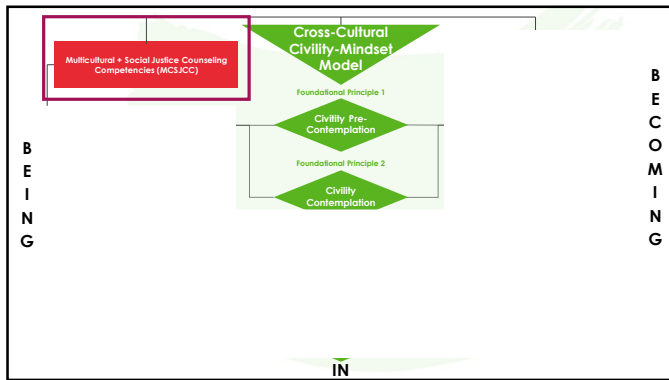 Cross-Cultural
Civility-Mindset
Model
Multicultural + Social Justice Counseling
Competencies (MCSJCC)
Foundational Principle 1
Civitity Pre-
Contemplation
Foundational Principle 2
Civility
Contemplation
B
E
I
N
G
B
E
C
O
M
I
N
G
IN